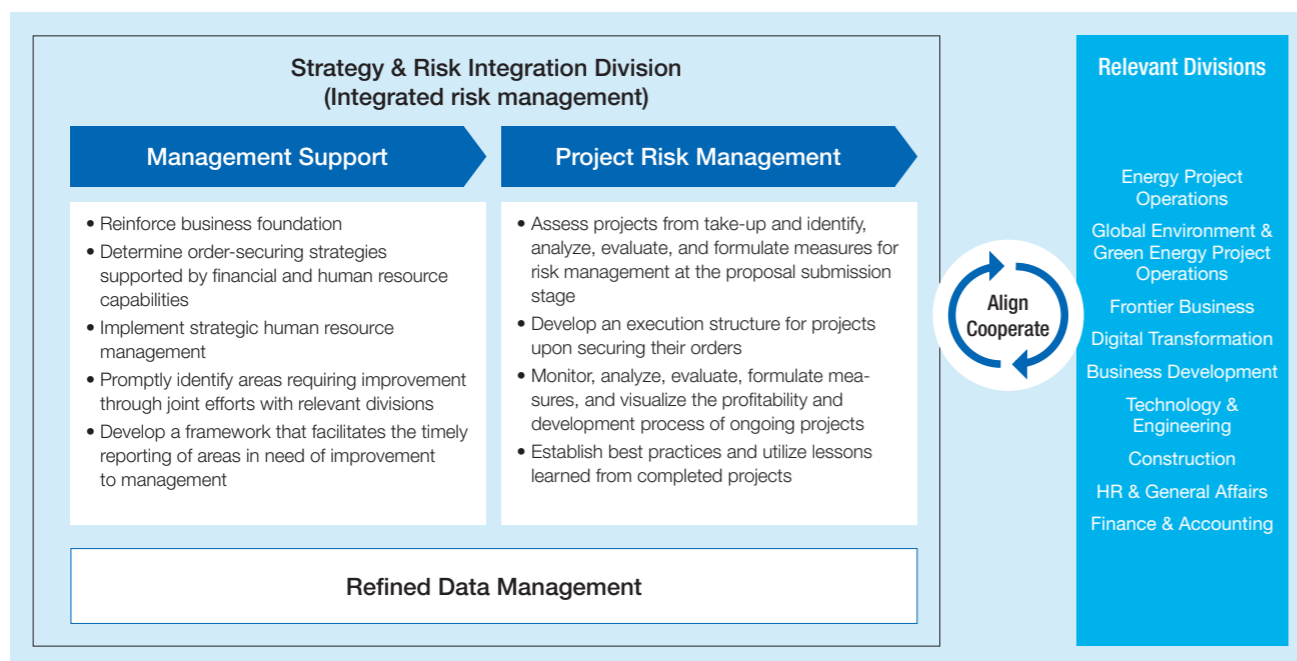 Strategy & Risk Integration Division
(Integrated risk management)
Management Support
• Reinforce business foundation
• Determine order-securing strategies
supported by financial and human resource
capabilities
• Implement strategic human resource
management
• Promptly identify areas requiring improvement
through joint efforts with relevant divisions
• Develop a framework that facilitates the timely
reporting of areas in need of improvement
to management
Project Risk Management
• Assess projects from take-up and identify,
analyze, evaluate, and formulate measures for
risk management at the proposal submission
stage
• Develop an execution structure for projects
upon securing their orders
• Monitor, analyze, evaluate, formulate mea-
sures, and visualize the profitability and
development process of ongoing projects
• Establish best practices and utilize lessons
learned from completed projects
Refined Data Management
Align
Cooperate
Relevant Divisions
Energy Project
Operations
Global Environment &
Green Energy Project
Operations
Frontier Business
Digital Transformation
Business Development
Technology &
Engineering
Construction
HR & General Affairs
Finance & Accounting